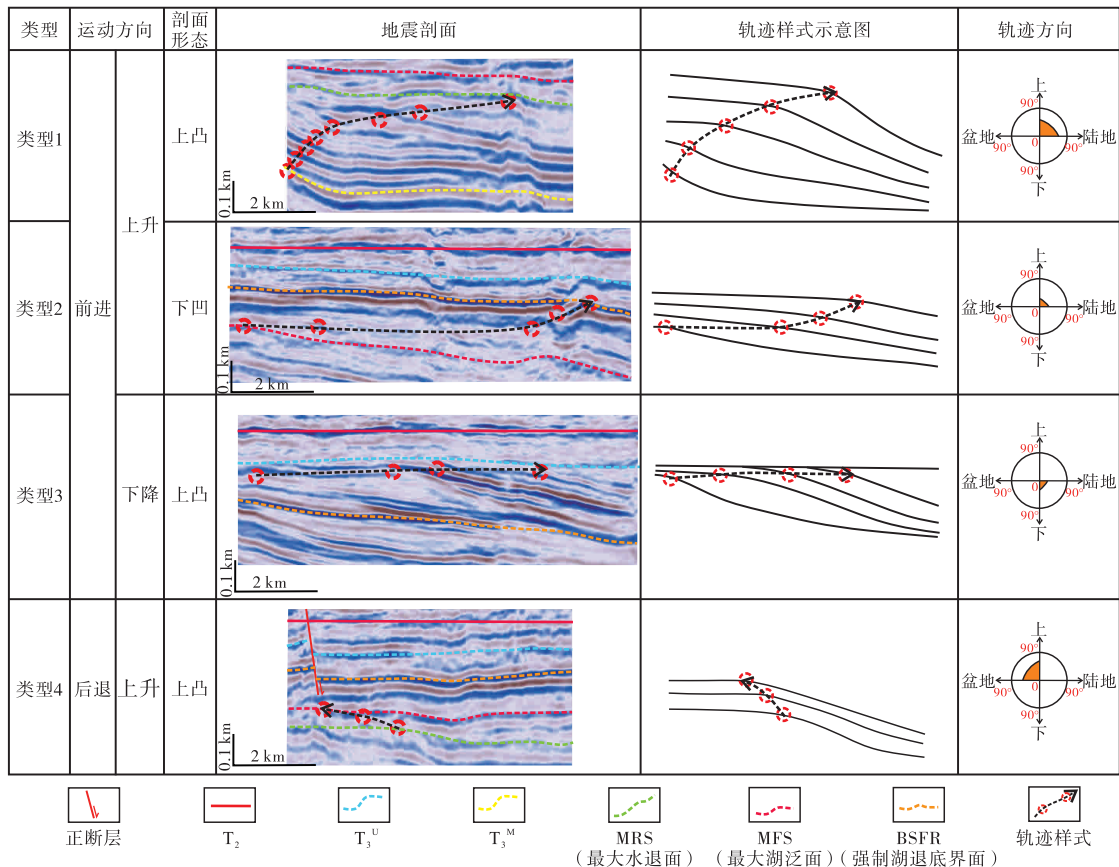 类型 运动方向 剖面形态 地震剖面 轨迹样式示意图 轨迹方向
类型1 前进 上升 上凸
0.1 km
2 km
上
90°
盆地 0 陆地
90° 90°
90°
下
类型2 下凹
0.1 km
2 km
上
90°
盆地 0 陆地
90° 90°
90°
下
类型3 下降 上凸
0.1 km
2 km
上
90°
盆地 0 陆地
90° 90°
90°
下
类型4 后退 上升 上凸
0.1 km
2 km
上
90°
盆地 0 陆地
90° 90°
90°
下
正断层 T₂ T₃ᵁ T₃ᴹ MRS MFS BSFR 轨迹样式
（最大水退面） （最大湖泛面） （强制湖退底界面）